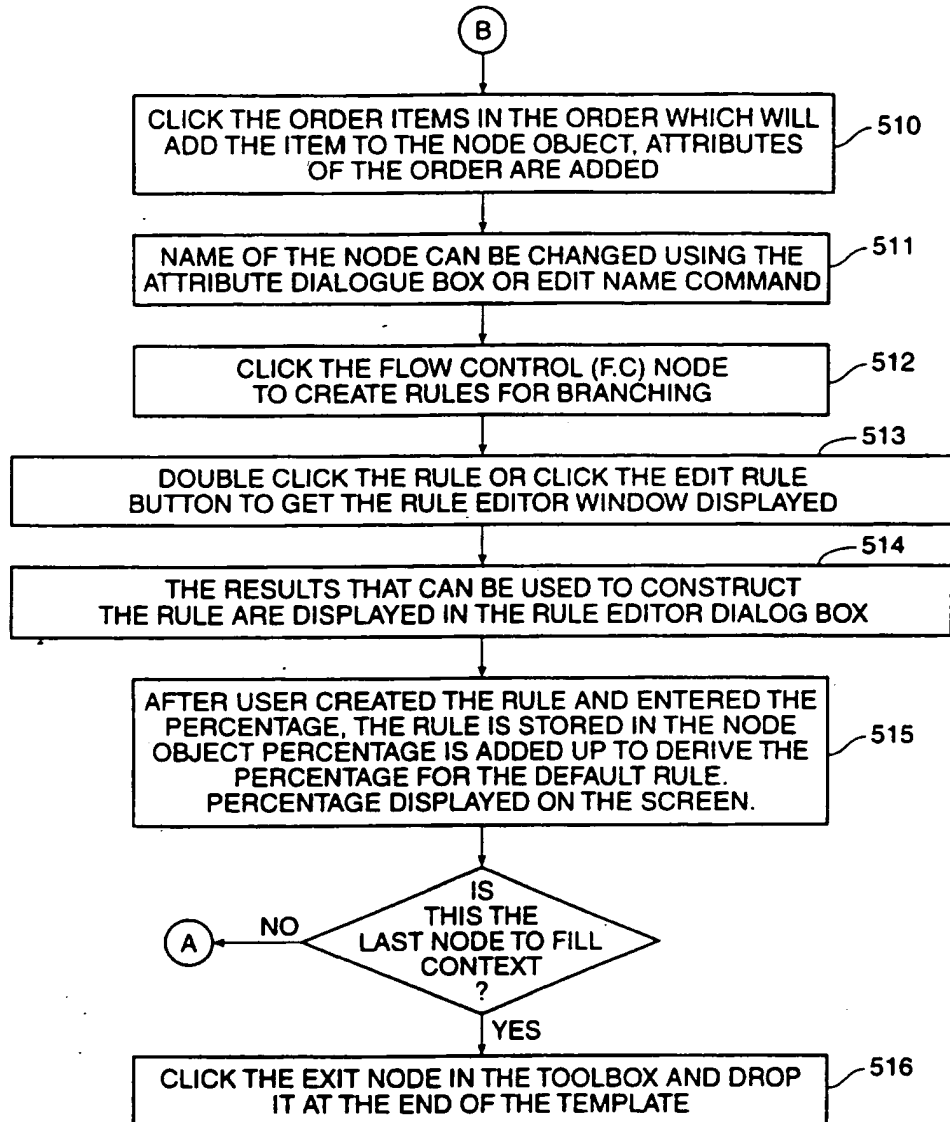 B
CLICK THE ORDER ITEMS IN THE ORDER WHICH WILL
ADD THE ITEM TO THE NODE OBJECT, ATTRIBUTES
OF THE ORDER ARE ADDED
510
NAME OF THE NODE CAN BE CHANGED USING THE
ATTRIBUTE DIALOGUE BOX OR EDIT NAME COMMAND
511
CLICK THE FLOW CONTROL (F.C) NODE
TO CREATE RULES FOR BRANCHING
512
513
DOUBLE CLICK THE RULE OR CLICK THE EDIT RULE
BUTTON TO GET THE RULE EDITOR WINDOW DISPLAYED
514
THE RESULTS THAT CAN BE USED TO CONSTRUCT
THE RULE ARE DISPLAYED IN THE RULE EDITOR DIALOG BOX
AFTER USER CREATED THE RULE AND ENTERED THE
PERCENTAGE, THE RULE IS STORED IN THE NODE
OBJECT PERCENTAGE IS ADDED UP TO DERIVE THE
PERCENTAGE FOR THE DEFAULT RULE.
PERCENTAGE DISPLAYED ON THE SCREEN.
515
IS
THIS THE
LAST NODE TO FILL
CONTEXT
?
NO
A
YES
CLICK THE EXIT NODE IN THE TOOLBOX AND DROP
IT AT THE END OF THE TEMPLATE
516